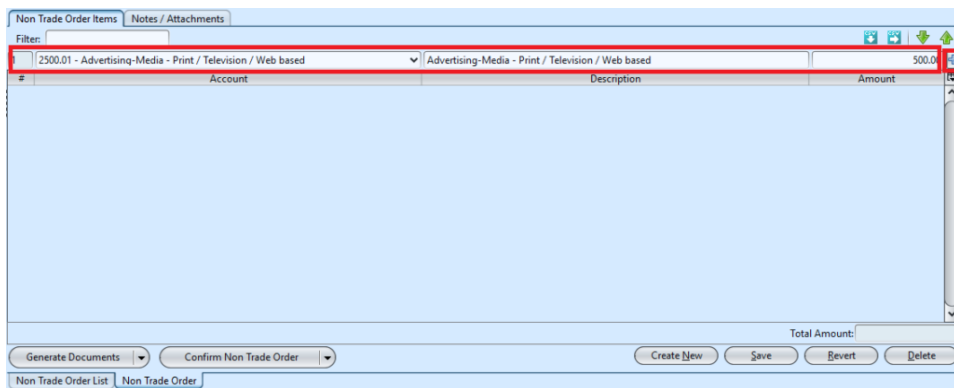 Non Trade Order Items Notes / Attachments
Filter:
1 2500.01 - Advertising-Media - Print / Television / Web based Advertising-Media - Print / Television / Web based 500.00
# Account Description Amount
Total Amount:
Generate Documents Confirm Non Trade Order Create New Save Revert Delete
Non Trade Order List Non Trade Order